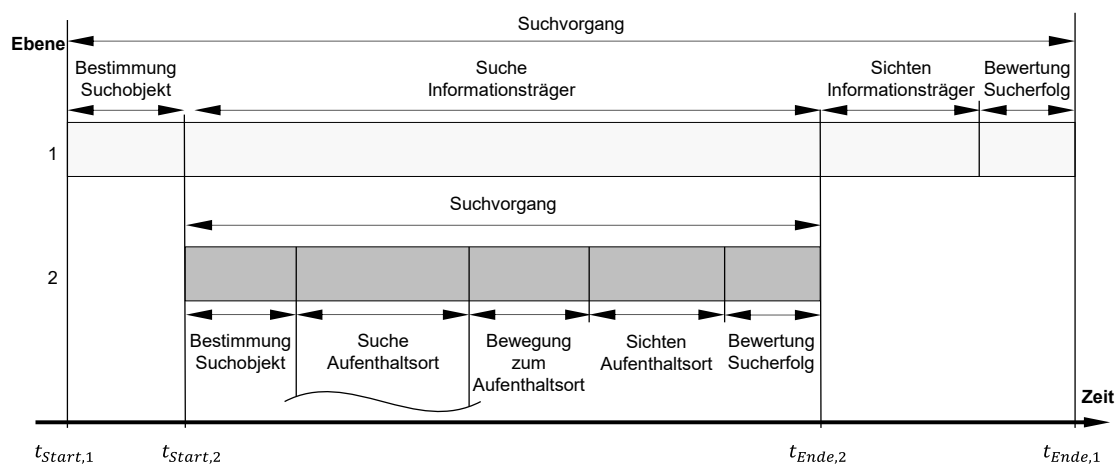 Suchvorgang
Ebene
Bestimmung
Suchobjekt
Suche
Informationsträger
Sichten
Informationsträger
Bewertung
Sucherfolg
1
Suchvorgang
2
Bestimmung
Suchobjekt
Suche
Aufenthaltsort
Bewegung
zum
Aufenthaltsort
Sichten
Aufenthaltsort
Bewertung
Sucherfolg
Zeit
t_{Start,1}
t_{Start,2}
t_{Ende,2}
t_{Ende,1}